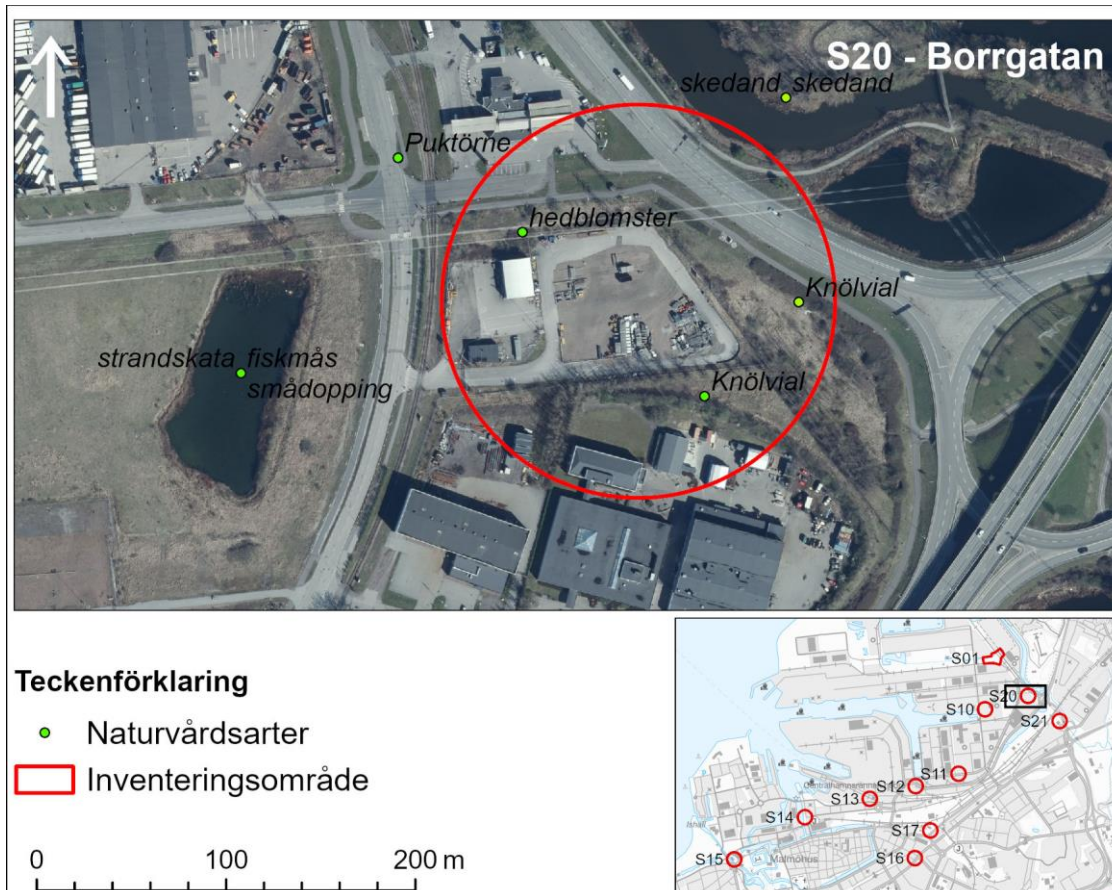 S20 - Borrgatan
skedand skedand
Puktörne
hedblomster
Knölvial
strandskata fiskmås
smådopping
Knölvial
Teckenförklaring
Naturvårdsarter
Inventeringsområde
0 100 200 m
S01
S20
S10
S21
S11
S12
S13
S14
S17
S15
Malmöhus
S16